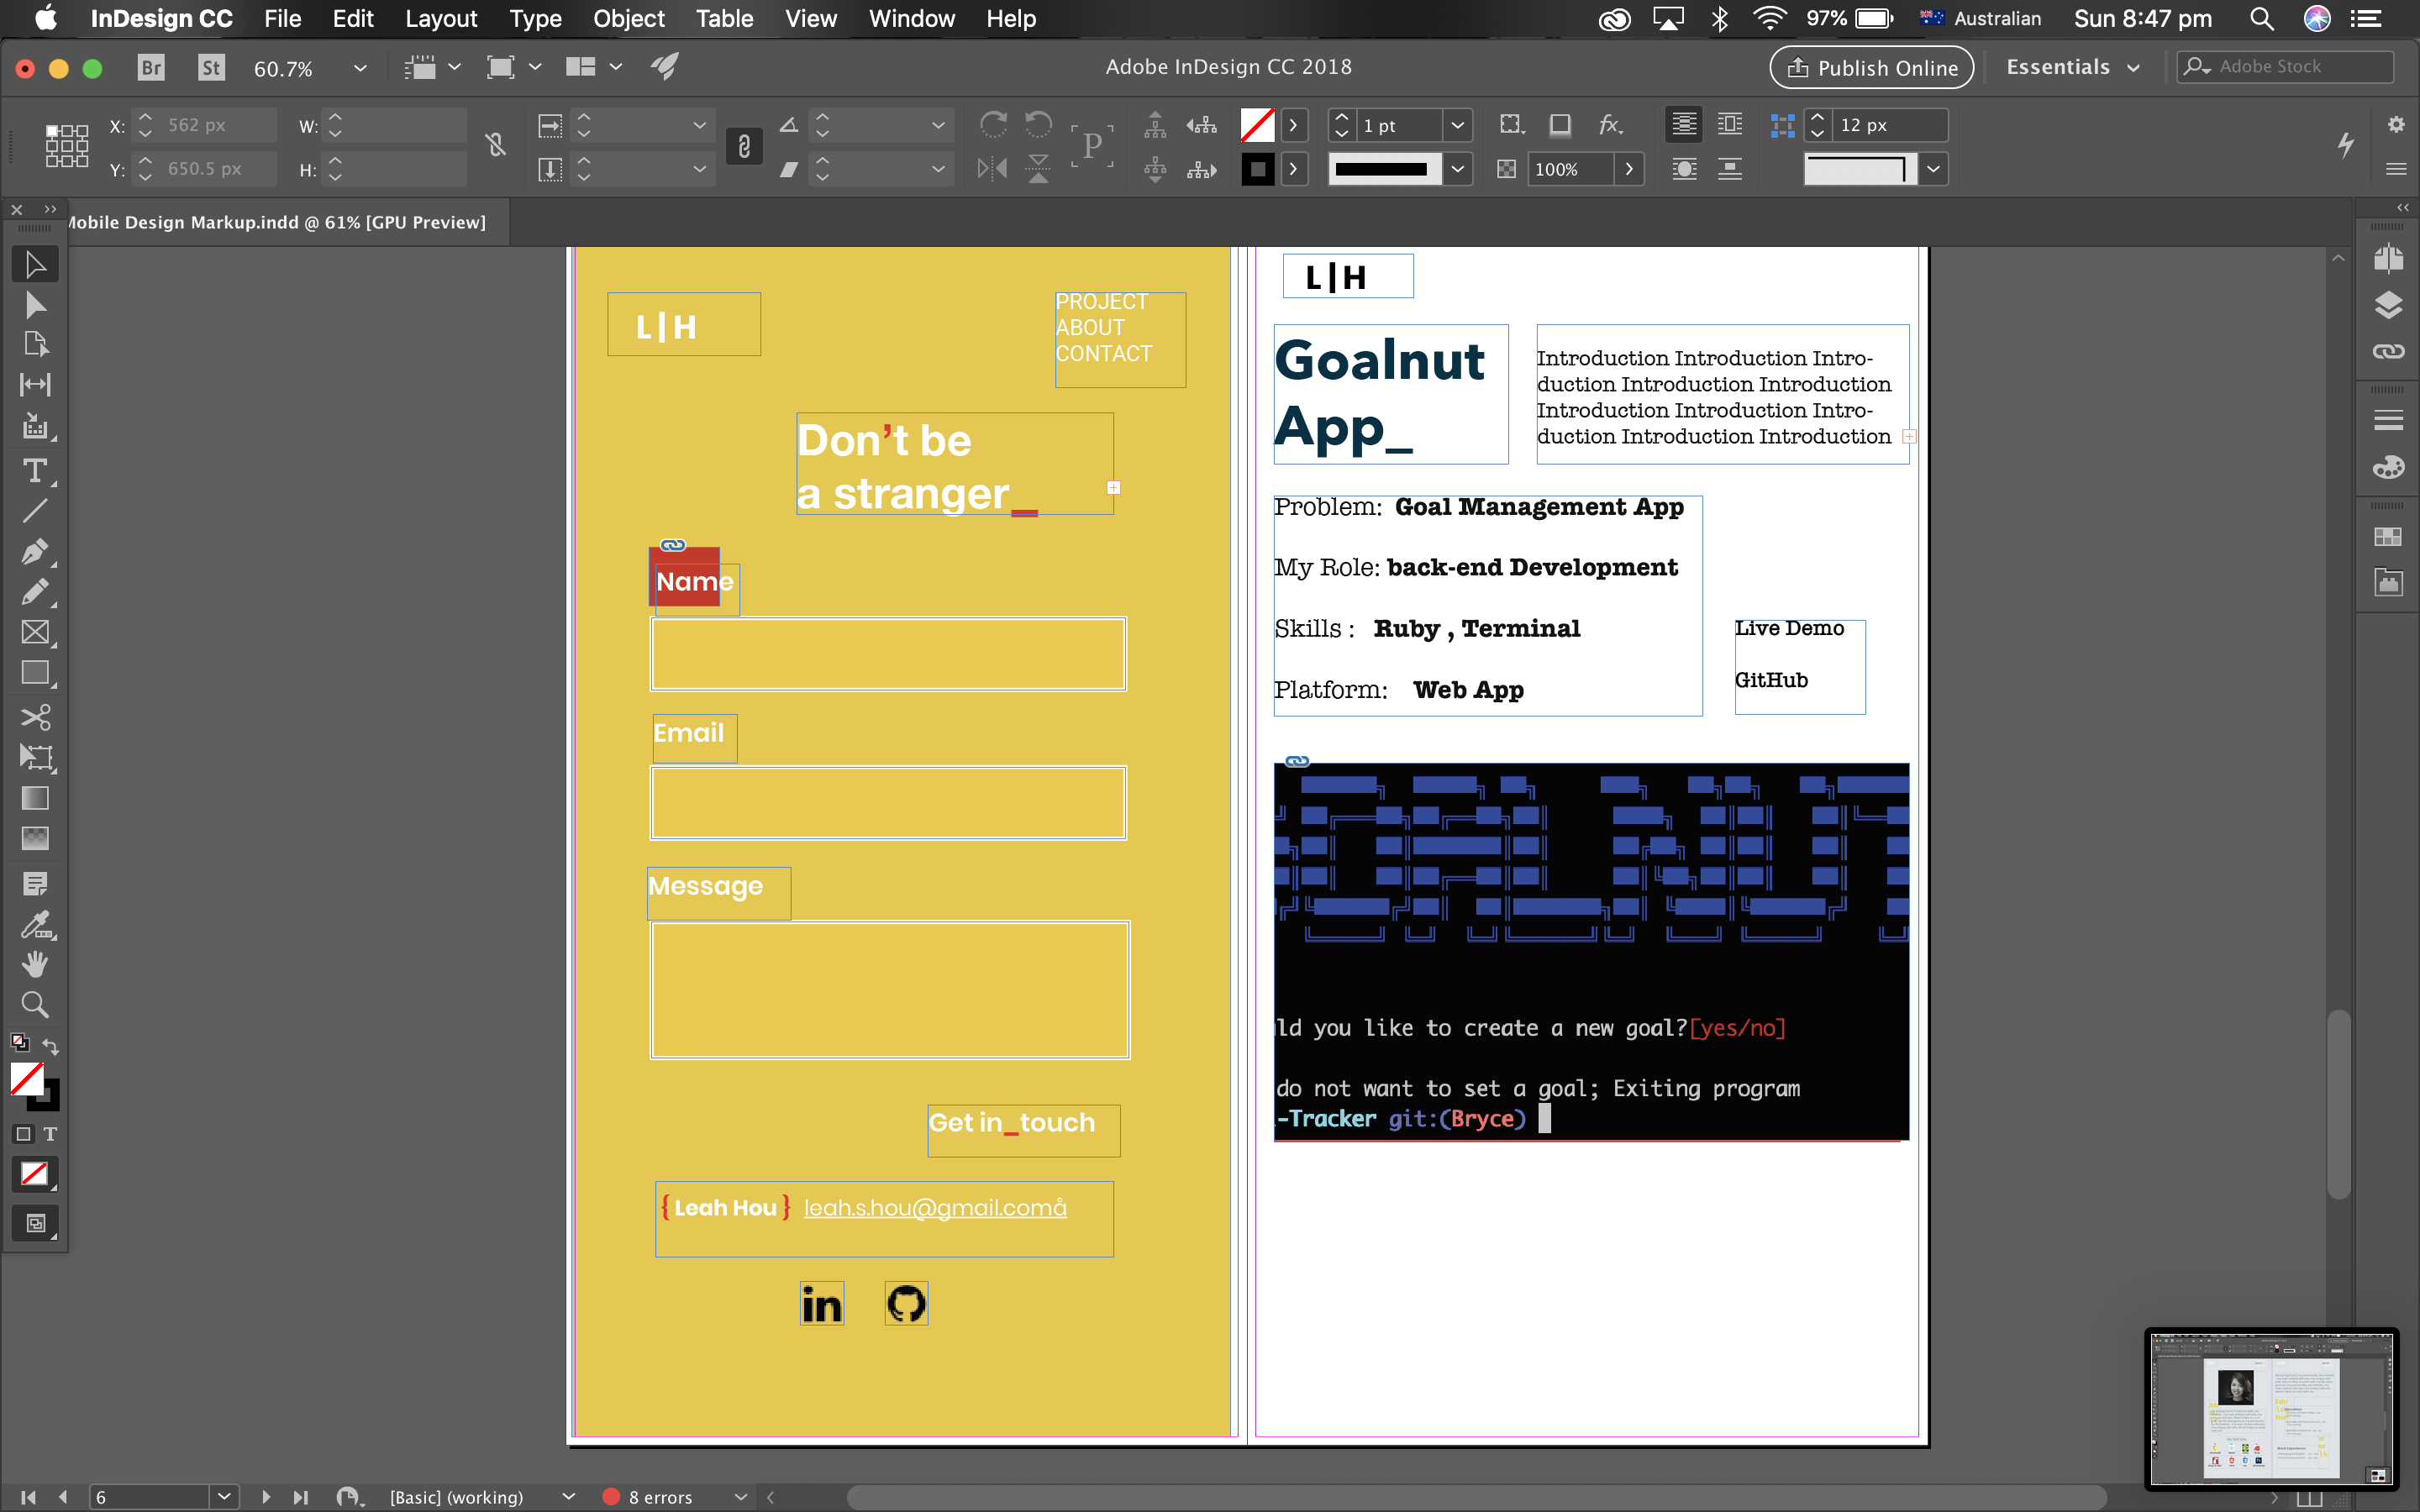 InDesign CC File Edit Layout Type Object Table View Window Help 97% Australian Sun 8:47 pm
Br St 60.7% Adobe InDesign CC 2018 Publish Online Essentials Adobe Stock
X: 562 px W: 1 pt fx. 12 px
Y: 650.5 px H: P 100%
Mobile Design Markup.indd @ 61% [GPU Preview]
L|H
PROJECT
ABOUT
CONTACT
Don't be
a stranger_
Name
Email
Message
Get in_touch
{ Leah Hou } leah.s.hou@gmail.comå
in
L|H
Goalnut
App_
Introduction Introduction Intro-
duction Introduction Introduction
Introduction Introduction Intro-
duction Introduction Introduction
Problem: Goal Management App
My Role: back-end Development
Skills : Ruby , Terminal
Platform: Web App
Live Demo
GitHub
ld you like to create a new goal?[yes/no]
do not want to set a goal; Exiting program
-Tracker git:(Bryce)
6 [Basic] (working) 8 errors